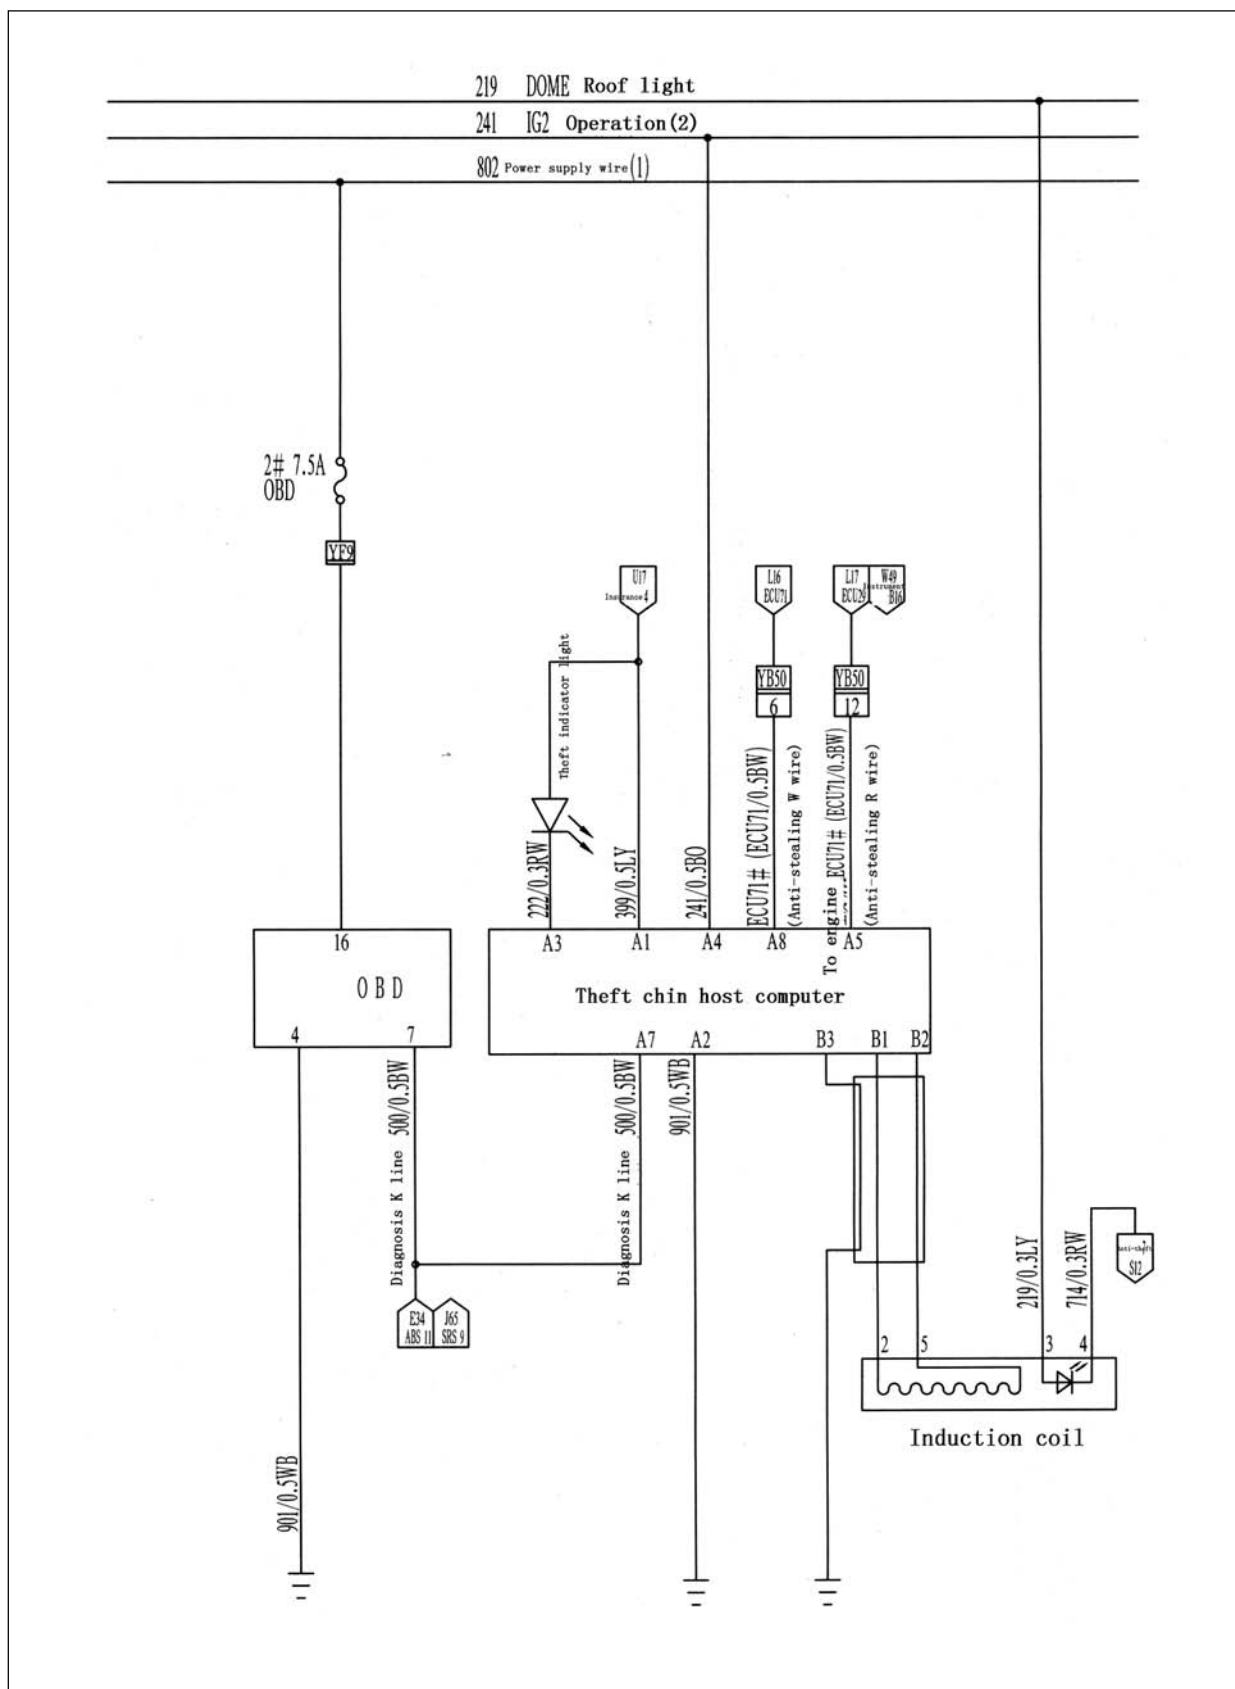 219 DOME Roof light
241 IG2 Operation(2)
802 Power supply wire(1)
2# 7.5A
OBD
YF9
U17
Insurance 4
L16
ECU71
L17
ECU29
W49
Instrument
B16
Theft indicator light
YB50
6
YB50
12
222/0.3RW
399/0.5LY
241/0.5BO
ECU71# (ECU71/0.5BW)
(Anti-stealing W wire)
To engine ECU71# (ECU71/0.5BW)
(Anti-stealing R wire)
16
OBD
4
7
A3
A1
A4
A8
A5
Theft chin host computer
A7
A2
B3
B1
B2
500/0.5BW
Diagnosis K line
500/0.5BW
Diagnosis K line
901/0.5WB
E34
ABS 11
J65
SRS 9
219/0.3LY
714/0.3RW
Anti-theft
S12
2
5
3
4
Induction coil
901/0.5WB